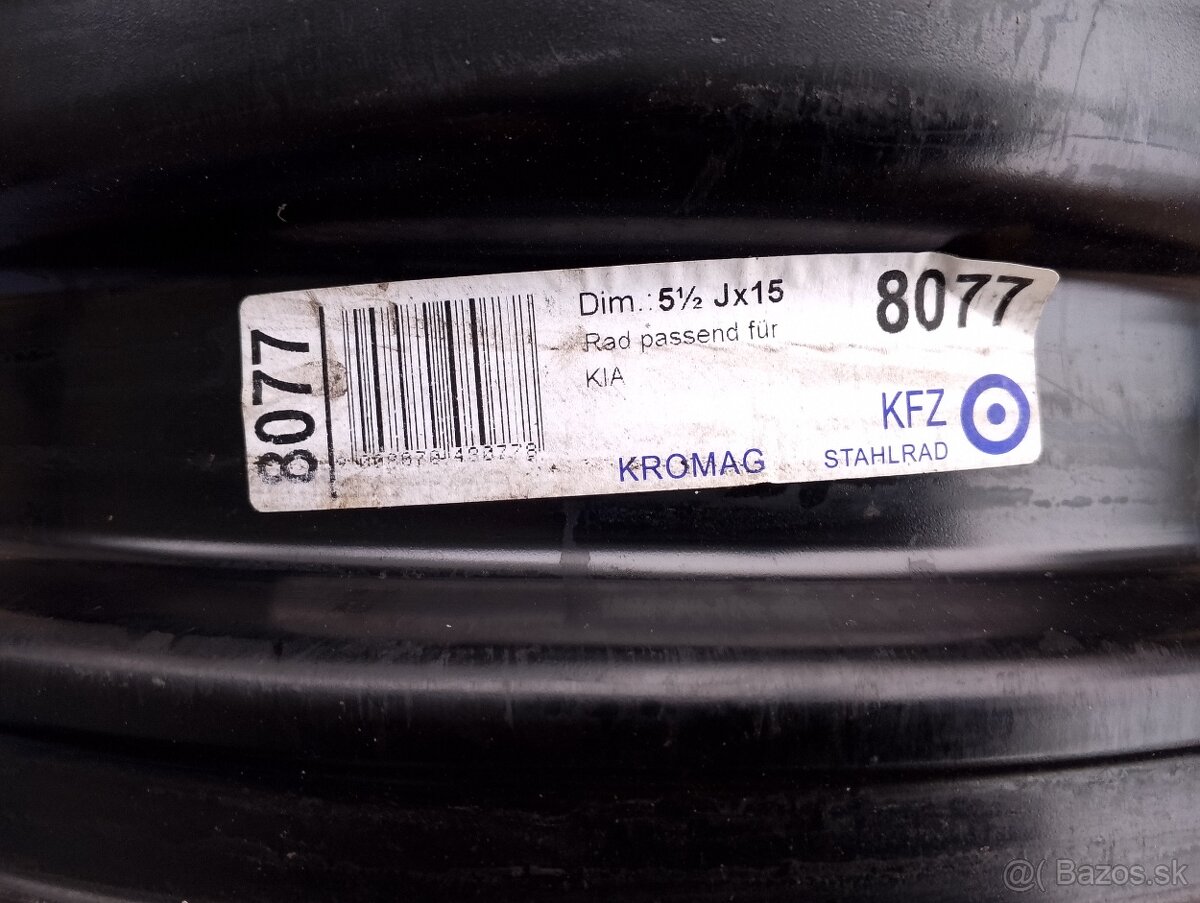 8077
Dim.: 5½ Jx15
8077
Rad passend für
KIA
KFZ
KROMAG
STAHLRAD
@( Bazos.sk